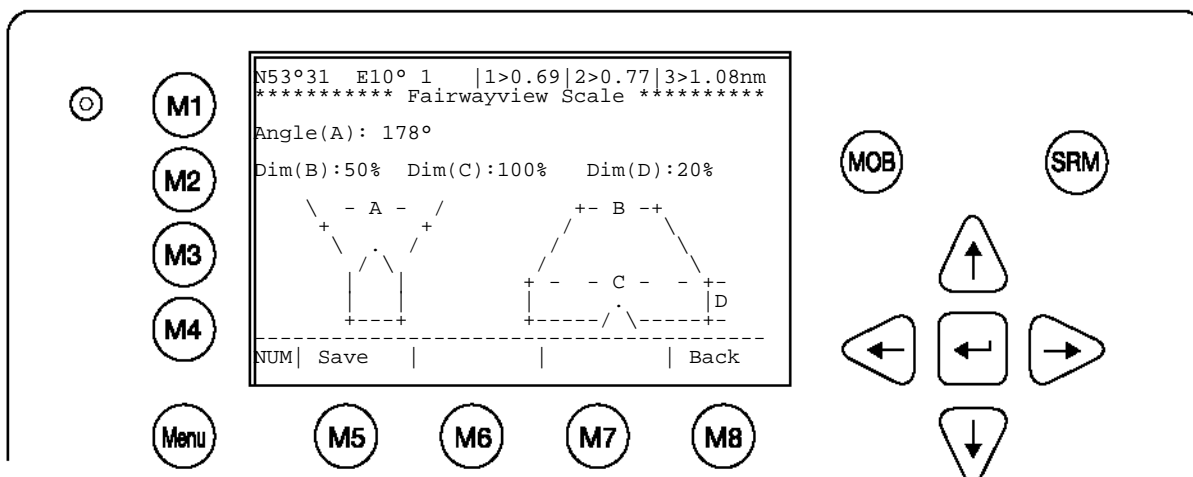 N53°31 E10° 1 |1>0.69|2>0.77|3>1.08nm
*********** Fairwayview Scale **********
Angle(A): 178°
Dim(B):50% Dim(C):100% Dim(D):20%
- A - +- B -+
+ - - C - - +-
D
NUM| Save | | | Back
M1
M2
M3
M4
Menu
M5 M6 M7 M8
MOB SRM